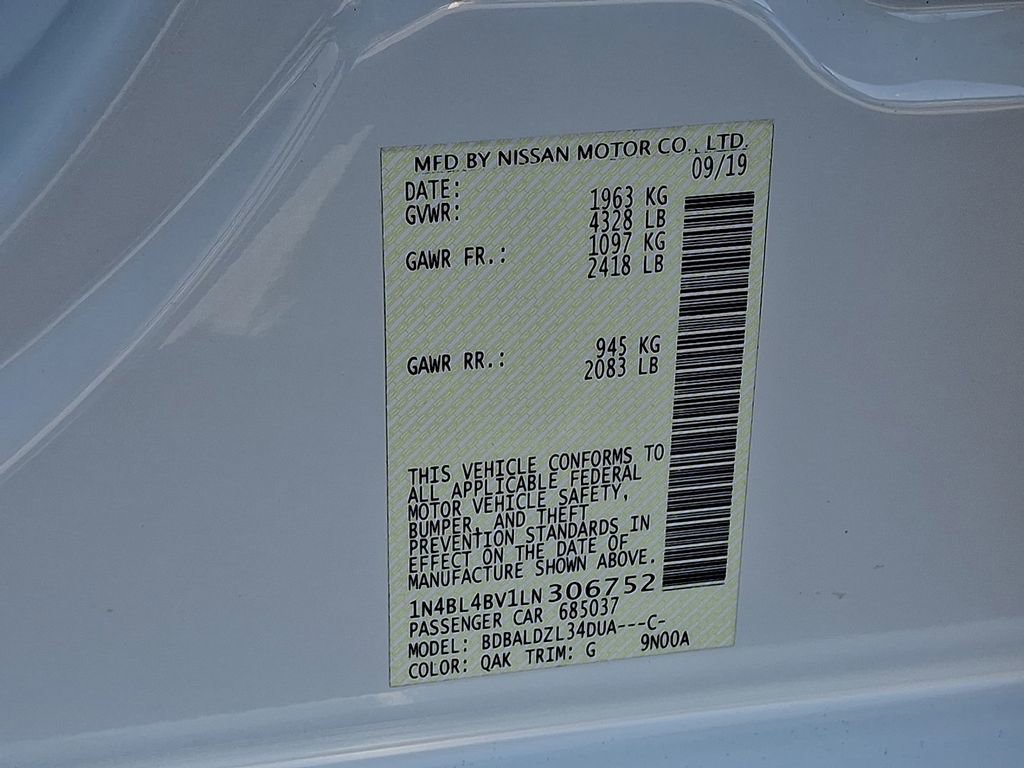 MFD BY NISSAN MOTOR CO., LTD.
DATE: 09/19
GVWR: 1963 KG
4328 LB
GAWR FR.: 1097 KG
2418 LB
GAWR RR.: 945 KG
2083 LB
THIS VEHICLE CONFORMS TO
ALL APPLICABLE FEDERAL
MOTOR VEHICLE SAFETY,
BUMPER, AND THEFT
PREVENTION STANDARDS IN
EFFECT ON THE DATE OF
MANUFACTURE SHOWN ABOVE.
1N4BL4BV1LN306752
PASSENGER CAR 685037
MODEL: BDBALDZL34DUA---C-
COLOR: QAK TRIM: G 9N00A